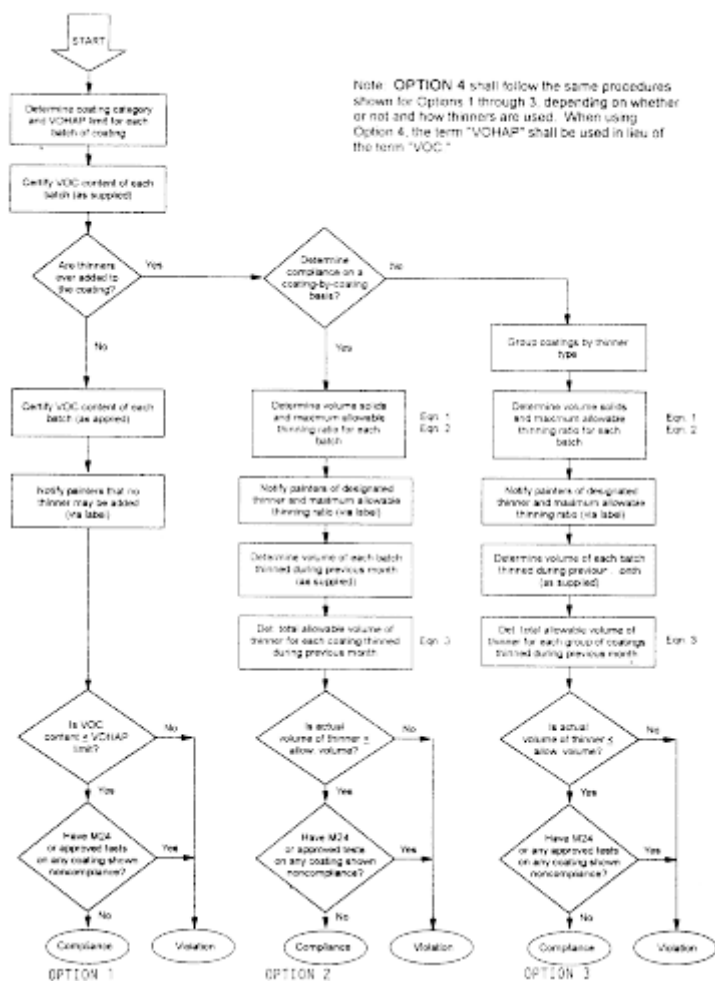 START
Note: OPTION 4 shall follow the same procedures
shown for Options 1 through 3, depending on whether
or not and how thinners are used. When using
Option 4, the term "VOHAP" shall be used in lieu of
the term "VOC."
Determine coating category
and VOHAP limit for each
batch of coating
Certify VOC content of each
batch (as supplied)
Are thinners
ever added to
the coating?
Yes
No
Determine
compliance on a
coating-by-coating
basis?
No
Yes
Group coatings by thinner
type
Certify VOC content of each
batch (as applied)
Notify painters that no
thinner may be added
(via label)
Determine volume solids
and maximum allowable
thinning ratio for each
batch
Eqn. 1
Eqn. 2
Notify painters of designated
thinner and maximum allowable
thinning ratio (via label)
Determine volume of each batch
thinned during previous month
(as supplied)
Det. total allowable volume of
thinner for each coating thinned
during previous month
Eqn. 3
Determine volume solids
and maximum allowable
thinning ratio for each
batch
Eqn. 1
Eqn. 2
Notify painters of designated
thinner and maximum allowable
thinning ratio (via label)
Determine volume of each batch
thinned during
(as supplied)
Det. total allowable volume of
thinner for each group of coatings
thinned during previous month
Eqn. 3
Is VOC
content ≤ VOHAP
limit?
No
Yes
Have M24
or approved tests
on any coating shown
noncompliance?
Yes
No
Compliance
Violation
OPTION 1
Is actual
volume of thinner ≤
allow. volume?
No
Yes
Have M24
or approved tests
on any coating shown
noncompliance?
Yes
No
Compliance
Violation
OPTION 2
Is actual
volume of thinner ≤
allow. volume?
No
Yes
Have M24
or any approved tests
on any coating shown
noncompliance?
Yes
No
Compliance
Violation
OPTION 3